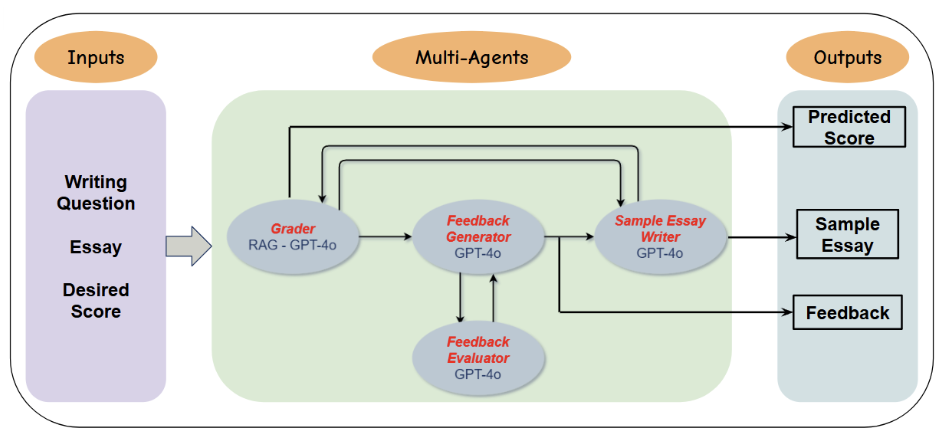 Inputs
Multi-Agents
Outputs
Writing
Question
Essay
Desired
Score
Grader
RAG - GPT-4o
Feedback
Generator
GPT-4o
Sample Essay
Writer
GPT-4o
Feedback
Evaluator
GPT-4o
Predicted
Score
Sample
Essay
Feedback